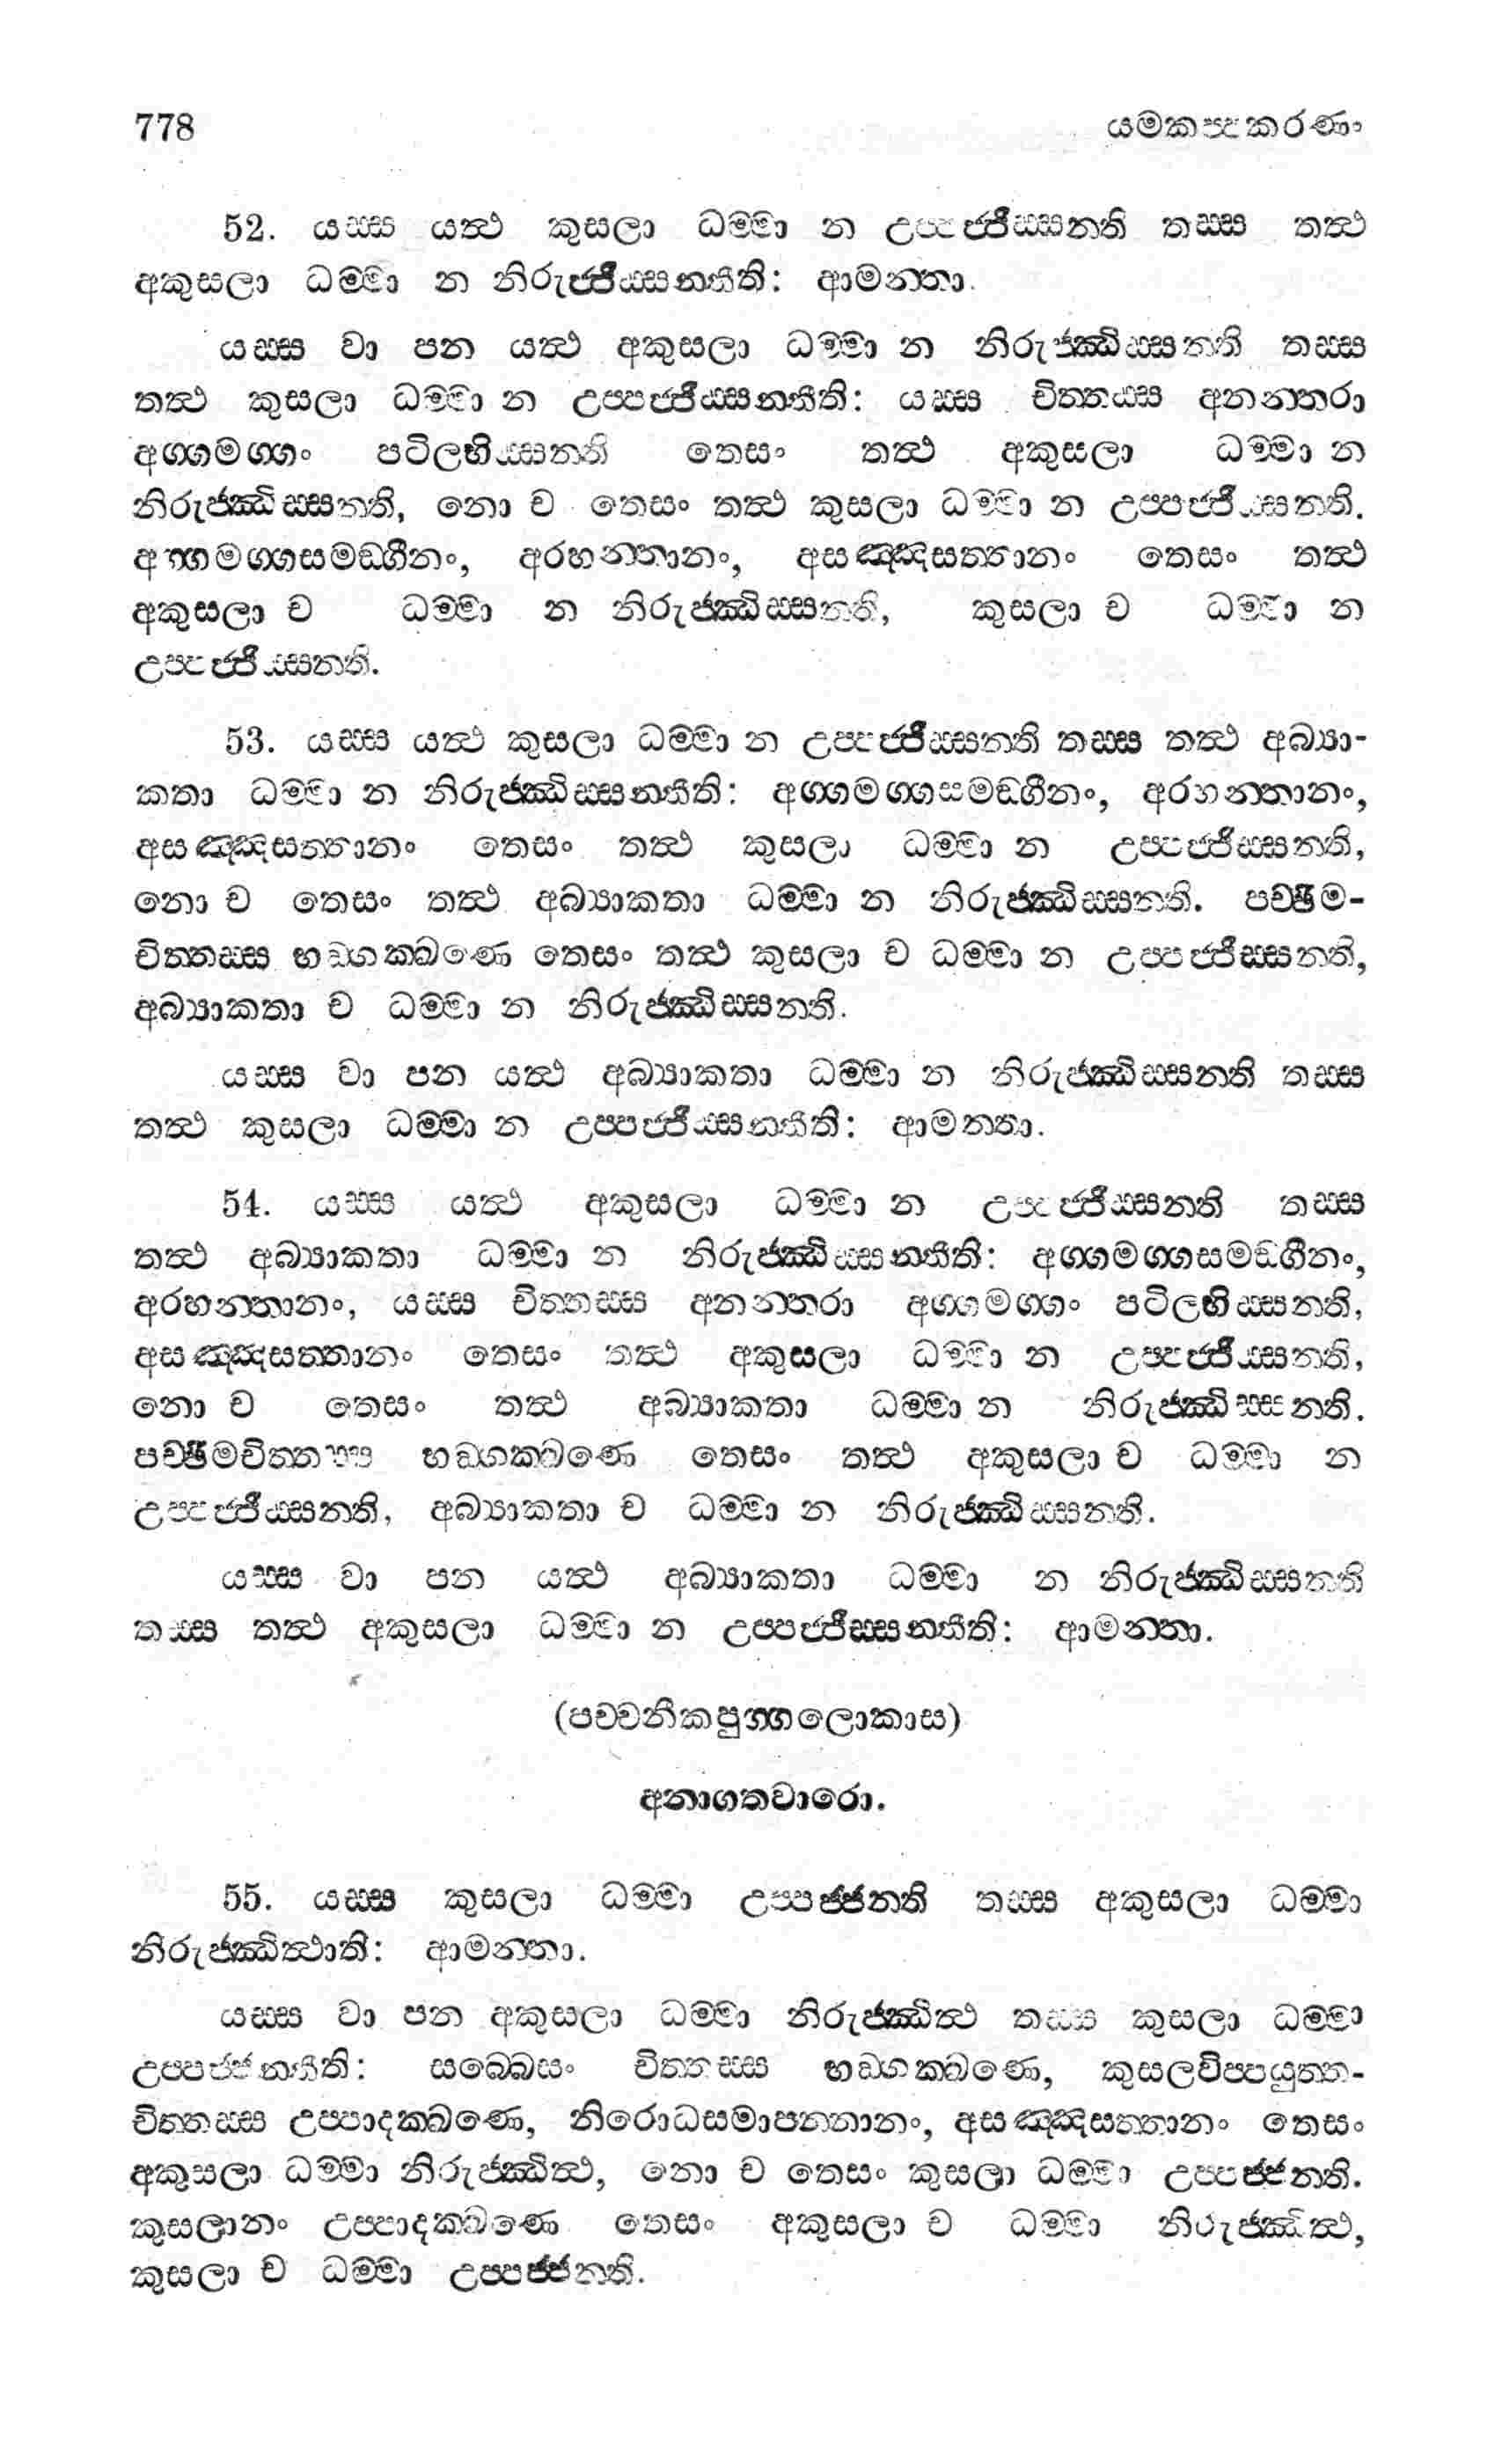 778 යමකප්පකරණං
52. යස්ස යත්ථ කුසලා ධම්මා න උප්පජ්ජිස්සන්ති තස්ස තත්ථ
අකුසලා ධම්මා න නිරුජ්ඣිස්සන්තීති: ආමන්තා.
යස්ස වා පන යත්ථ අකුසලා ධම්මා න නිරුජ්ඣිස්සන්ති තස්ස
තත්ථ කුසලා ධම්මා න උප්පජ්ජිස්සන්තීති: යස්ස චිත්තස්ස අනන්තරා
අග්ගමග්ගං පටිලභිස්සන්ති තෙසං තත්ථ අකුසලා ධම්මා න
නිරුජ්ඣිස්සන්ති, නො ච තෙසං තත්ථ කුසලා ධම්මා න උප්පජ්ජිස්සන්ති.
අග්ගමග්ගසමඞ්ගීනං, අරහන්තානං, අසඤ්ඤසත්තානං තෙසං තත්ථ
අකුසලා ච ධම්මා න නිරුජ්ඣිස්සන්ති, කුසලා ච ධම්මා න
උප්පජ්ජිස්සන්ති.
53. යස්ස යත්ථ කුසලා ධම්මා න උප්පජ්ජිස්සන්ති තස්ස තත්ථ අබ්‍යා-
කතා ධම්මා න නිරුජ්ඣිස්සන්තීති: අග්ගමග්ගසමඞ්ගීනං, අරහන්තානං,
අසඤ්ඤසත්තානං තෙසං තත්ථ කුසලා ධම්මා න උප්පජ්ජිස්සන්ති,
නො ච තෙසං තත්ථ අබ්‍යාකතා ධම්මා න නිරුජ්ඣිස්සන්ති. පච්ඡිම-
චිත්තස්ස භඞ්ගක්ඛණෙ තෙසං තත්ථ කුසලා ච ධම්මා න උප්පජ්ජිස්සන්ති,
අබ්‍යාකතා ච ධම්මා න නිරුජ්ඣිස්සන්ති.
යස්ස වා පන යත්ථ අබ්‍යාකතා ධම්මා න නිරුජ්ඣිස්සන්ති තස්ස
තත්ථ කුසලා ධම්මා න උප්පජ්ජිස්සන්තීති: ආමන්තා.
54. යස්ස යත්ථ අකුසලා ධම්මා න උප්පජ්ජිස්සන්ති තස්ස
තත්ථ අබ්‍යාකතා ධම්මා න නිරුජ්ඣිස්සන්තීති: අග්ගමග්ගසමඞ්ගීනං,
අරහන්තානං, යස්ස චිත්තස්ස අනන්තරා අග්ගමග්ගං පටිලභිස්සන්ති,
අසඤ්ඤසත්තානං තෙසං තත්ථ අකුසලා ධම්මා න උප්පජ්ජිස්සන්ති,
නො ච තෙසං තත්ථ අබ්‍යාකතා ධම්මා න නිරුජ්ඣිස්සන්ති.
පච්ඡිමචිත්තස්ස භඞ්ගක්ඛණෙ තෙසං තත්ථ අකුසලා ච ධම්මා න
උප්පජ්ජිස්සන්ති, අබ්‍යාකතා ච ධම්මා න නිරුජ්ඣිස්සන්ති.
යස්ස වා පන යත්ථ අබ්‍යාකතා ධම්මා න නිරුජ්ඣිස්සන්ති
තස්ස තත්ථ අකුසලා ධම්මා න උප්පජ්ජිස්සන්තීති: ආමන්තා.
(පච්චනීකපුග්ගලොකාස)
අනාගතවාරො.
55. යස්ස කුසලා ධම්මා උප්පජ්ජන්ති තස්ස අකුසලා ධම්මා
නිරුජ්ඣිත්ථාති: ආමන්තා.
යස්ස වා පන අකුසලා ධම්මා නිරුජ්ඣිත්ථ තස්ස කුසලා ධම්මා
උප්පජ්ජන්තීති: සබ්බෙසං චිත්තස්ස භඞ්ගක්ඛණෙ, කුසලවිප්පයුත්ත-
චිත්තස්ස උප්පාදක්ඛණෙ, නිරොධසමාපන්නානං, අසඤ්ඤසත්තානං තෙසං
අකුසලා ධම්මා නිරුජ්ඣිත්ථ, නො ච තෙසං කුසලා ධම්මා උප්පජ්ජන්ති.
කුසලානං උප්පාදක්ඛණෙ තෙසං අකුසලා ච ධම්මා නිරුජ්ඣිත්ථ,
කුසලා ච ධම්මා උප්පජ්ජන්ති.